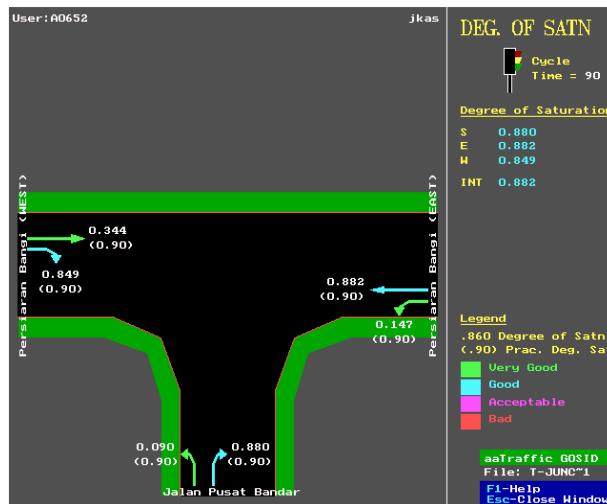 User:A0652
jkas
DEG. OF SATN
Cycle
Time = 90
Degree of Saturation
S 0.880
E 0.882
W 0.849
INT 0.882
Persiaran Bangi (WEST)
Persiaran Bangi (EAST)
0.344
(0.90)
0.849
(0.90)
0.882
(0.90)
0.147
(0.90)
0.090
(0.90)
0.880
(0.90)
Jalan Pusat Bandar
Legend
.860 Degree of Satn
(.90) Prac. Deg. Sa
Very Good
Good
Acceptable
Bad
aaTraffic GOSID
File: T-JUNC~1
F1-Help
Esc-Close Window